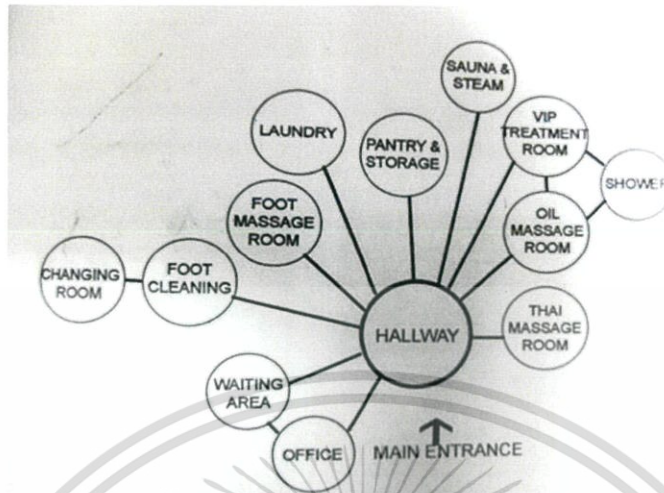 SAUNA &
STEAM
VIP
TREATMENT
ROOM
LAUNDRY
PANTRY &
STORAGE
SHOWER
FOOT
MASSAGE
ROOM
OIL
MASSAGE
ROOM
CHANGING
ROOM
FOOT
CLEANING
THAI
MASSAGE
ROOM
HALLWAY
WAITING
AREA
OFFICE
MAIN ENTRANCE